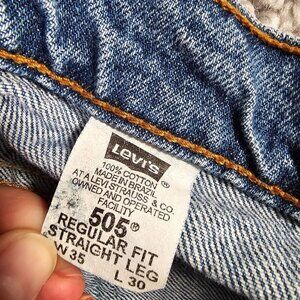 Levi's
100% COTTON
MADE IN BRAZIL
AT A LEVI STRAUSS & CO.
OWNED AND OPERATED
FACILITY
505®
REGULAR FIT
STRAIGHT LEG
W 35 L 30